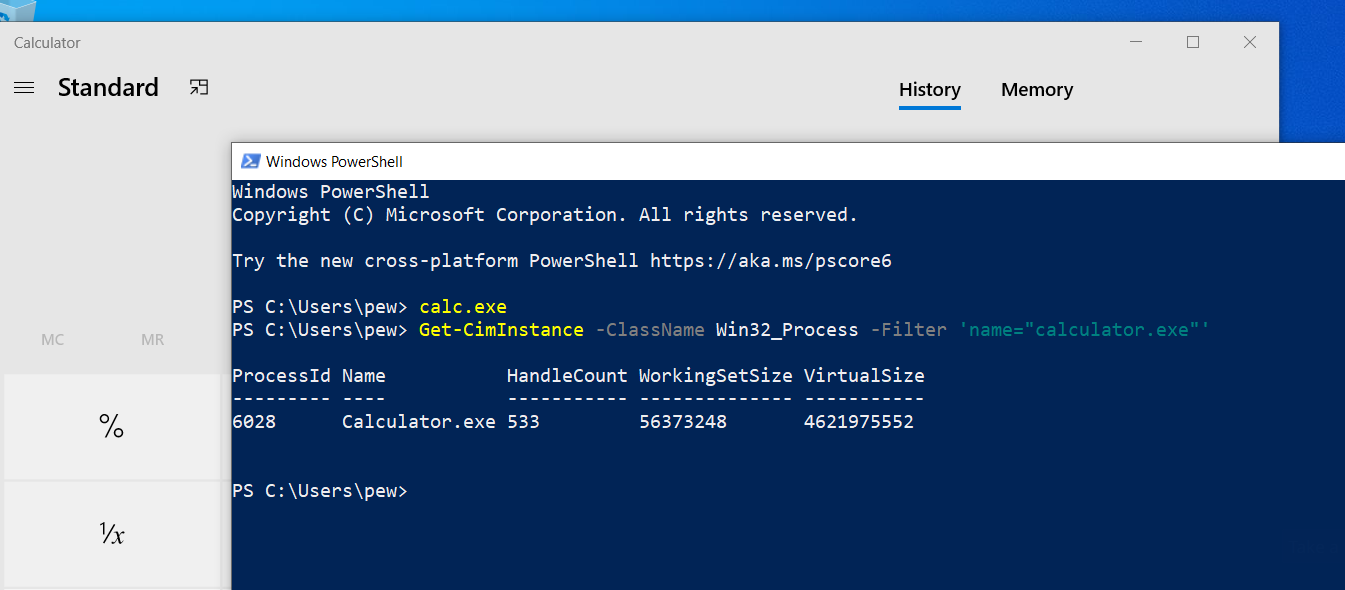 Calculator
Standard
History Memory
Windows PowerShell
Windows PowerShell
Copyright (C) Microsoft Corporation. All rights reserved.
Try the new cross-platform PowerShell https://aka.ms/pscore6
PS C:\Users\pew> calc.exe
PS C:\Users\pew> Get-CimInstance -ClassName Win32_Process -Filter 'name="calculator.exe"'
MC MR
ProcessId Name HandleCount WorkingSetSize VirtualSize
--------- ---- ----------- -------------- -----------
6028 Calculator.exe 533 56373248 4621975552
%
PS C:\Users\pew>
⅟x